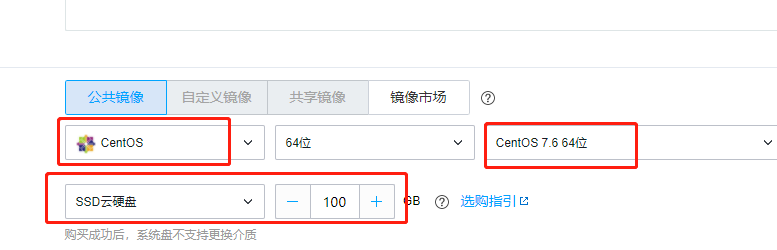 公共镜像 自定义镜像 共享镜像 镜像市场 ?
CentOS 64位 CentOS 7.6 64位
SSD云硬盘 — 100 + GB ? 选购指引
购买成功后，系统盘不支持更换介质